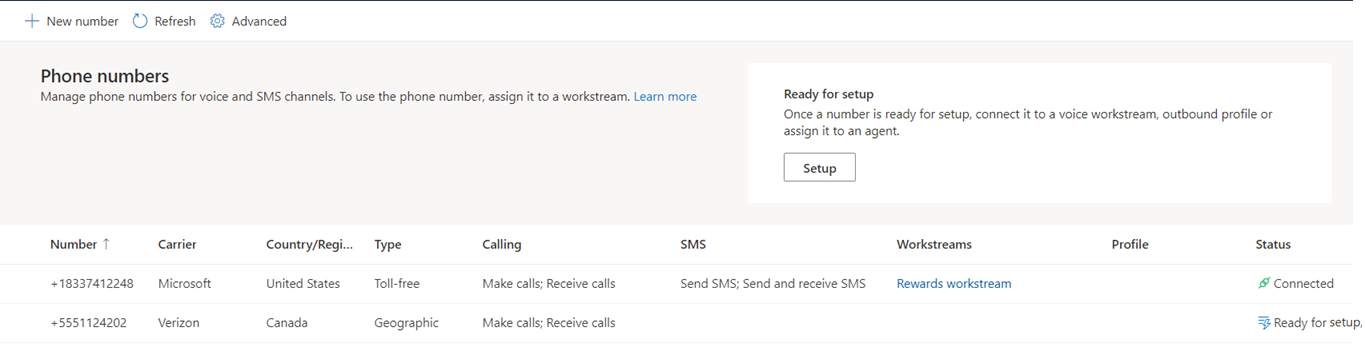 New number Refresh Advanced
Phone numbers
Manage phone numbers for voice and SMS channels. To use the phone number, assign it to a workstream. Learn more
Ready for setup
Once a number is ready for setup, connect it to a voice workstream, outbound profile or
assign it to an agent.
Setup
Number ↑ Carrier Country/Regi... Type Calling SMS Workstreams Profile Status
+18337412248 Microsoft United States Toll-free Make calls; Receive calls Send SMS; Send and receive SMS Rewards workstream Connected
+5551124202 Verizon Canada Geographic Make calls; Receive calls Ready for setup,